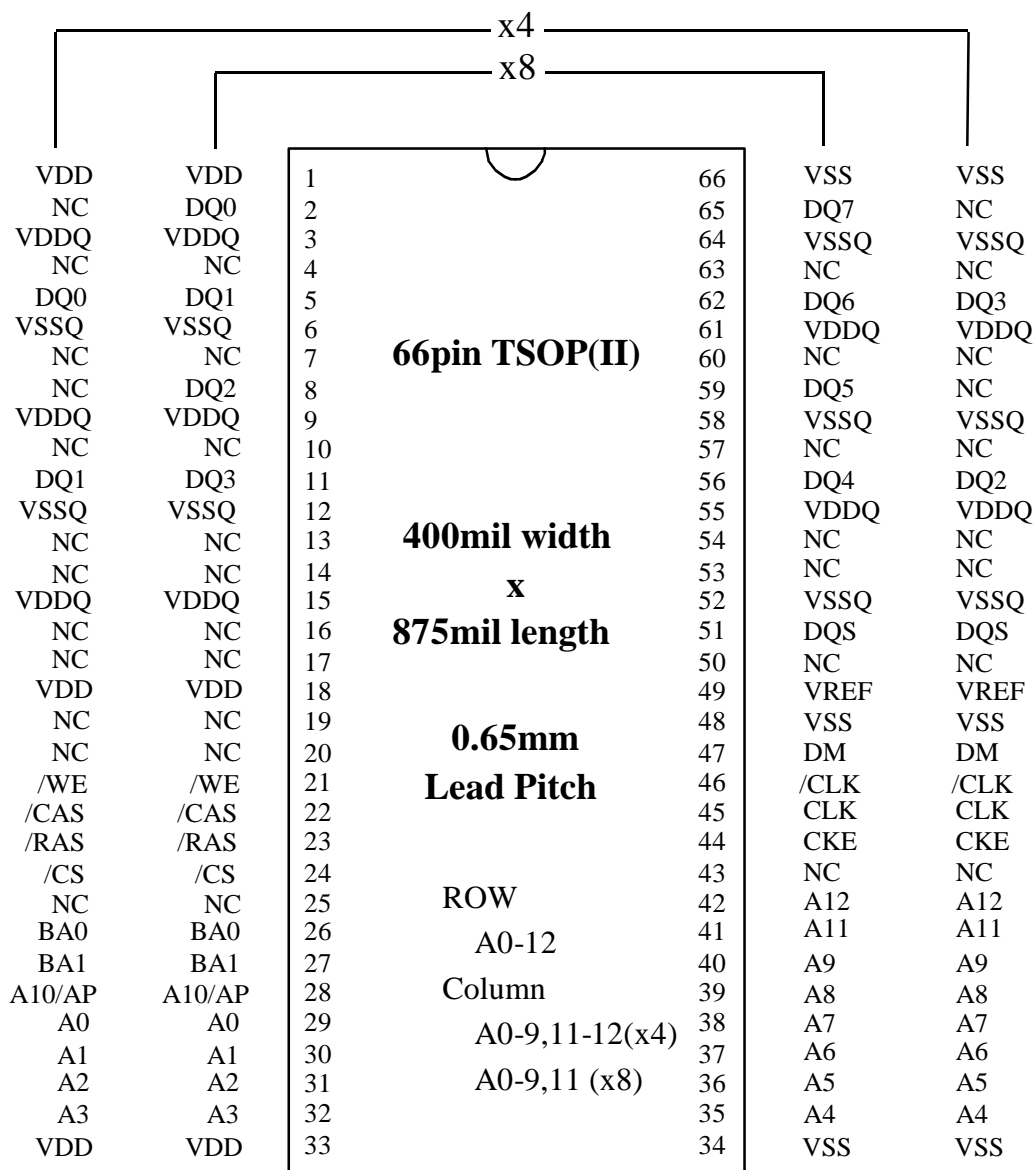 x4
x8
VDD VDD 1 66 VSS VSS
NC DQ0 2 65 DQ7 NC
VDDQ VDDQ 3 64 VSSQ VSSQ
NC NC 4 63 NC NC
DQ0 DQ1 5 62 DQ6 DQ3
VSSQ VSSQ 6 61 VDDQ VDDQ
NC NC 7 66pin TSOP(II) 60 NC NC
NC DQ2 8 59 DQ5 NC
VDDQ VDDQ 9 58 VSSQ VSSQ
NC NC 10 57 NC NC
DQ1 DQ3 11 56 DQ4 DQ2
VSSQ VSSQ 12 55 VDDQ VDDQ
NC NC 13 400mil width 54 NC NC
NC NC 14 x 53 NC NC
VDDQ VDDQ 15 52 VSSQ VSSQ
NC NC 16 875mil length 51 DQS DQS
NC NC 17 50 NC NC
VDD VDD 18 49 VREF VREF
NC NC 19 0.65mm 48 VSS VSS
NC NC 20 47 DM DM
/WE /WE 21 Lead Pitch 46 /CLK /CLK
/CAS /CAS 22 45 CLK CLK
/RAS /RAS 23 44 CKE CKE
/CS /CS 24 43 NC NC
NC NC 25 ROW 42 A12 A12
BA0 BA0 26 A0-12 41 A11 A11
BA1 BA1 27 40 A9 A9
A10/AP A10/AP 28 Column 39 A8 A8
A0 A0 29 A0-9,11-12(x4) 38 A7 A7
A1 A1 30 37 A6 A6
A2 A2 31 A0-9,11 (x8) 36 A5 A5
A3 A3 32 35 A4 A4
VDD VDD 33 34 VSS VSS